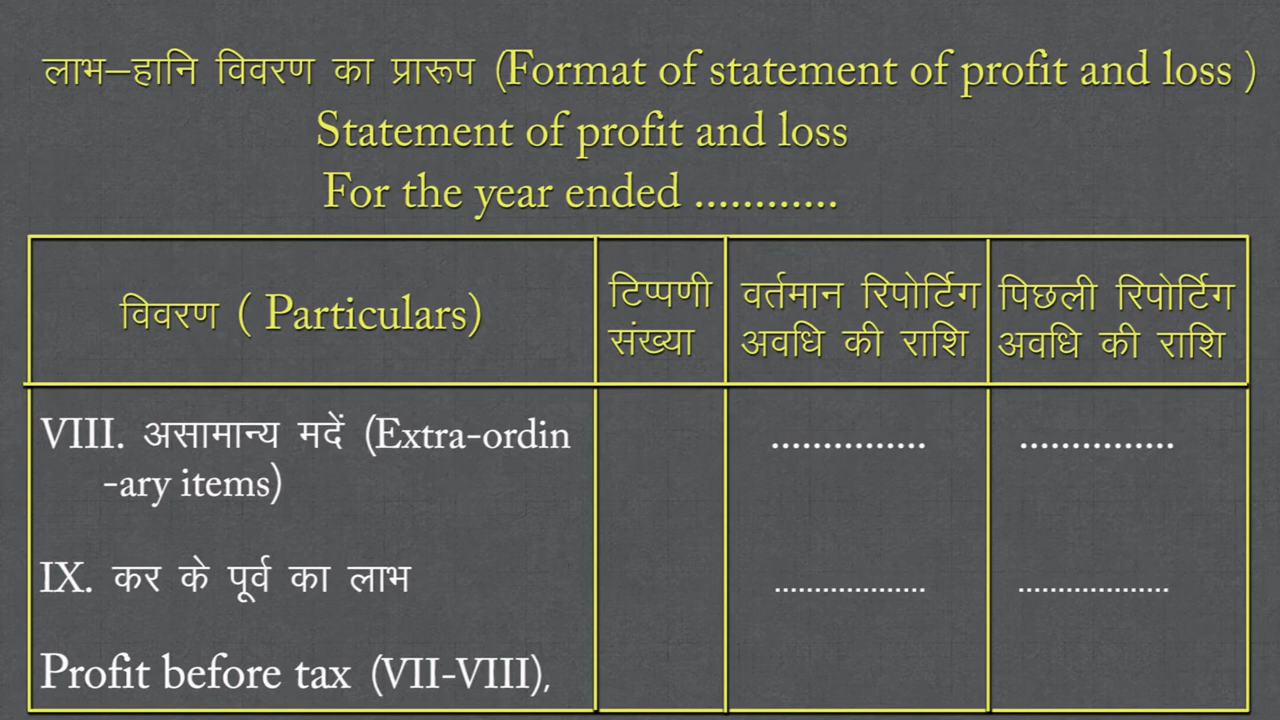 लाभ–हानि विवरण का प्रारूप (Format of statement of profit and loss )
Statement of profit and loss
For the year ended ............
विवरण ( Particulars)
टिप्पणी
संख्या
वर्तमान रिपोर्टिग
अवधि की राशि
पिछली रिपोर्टिग
अवधि की राशि
VIII. असामान्य मदें (Extra-ordin
-ary items)
...............
...............
IX. कर के पूर्व का लाभ
...................
...................
Profit before tax (VII-VIII),